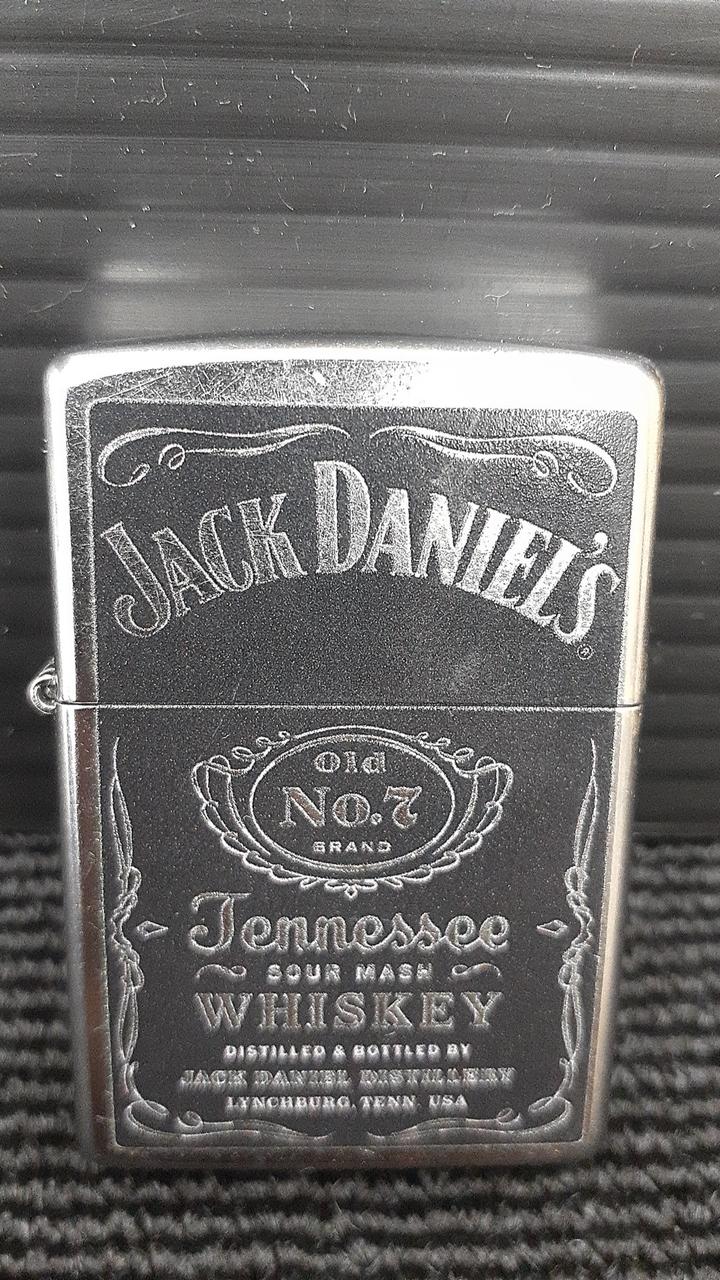 JACK DANIEL'S®
Old
No.7
BRAND
Tennessee
SOUR MASH
WHISKEY
DISTILLED & BOTTLED BY
JACK DANIEL DISTILLERY
LYNCHBURG, TENN. USA